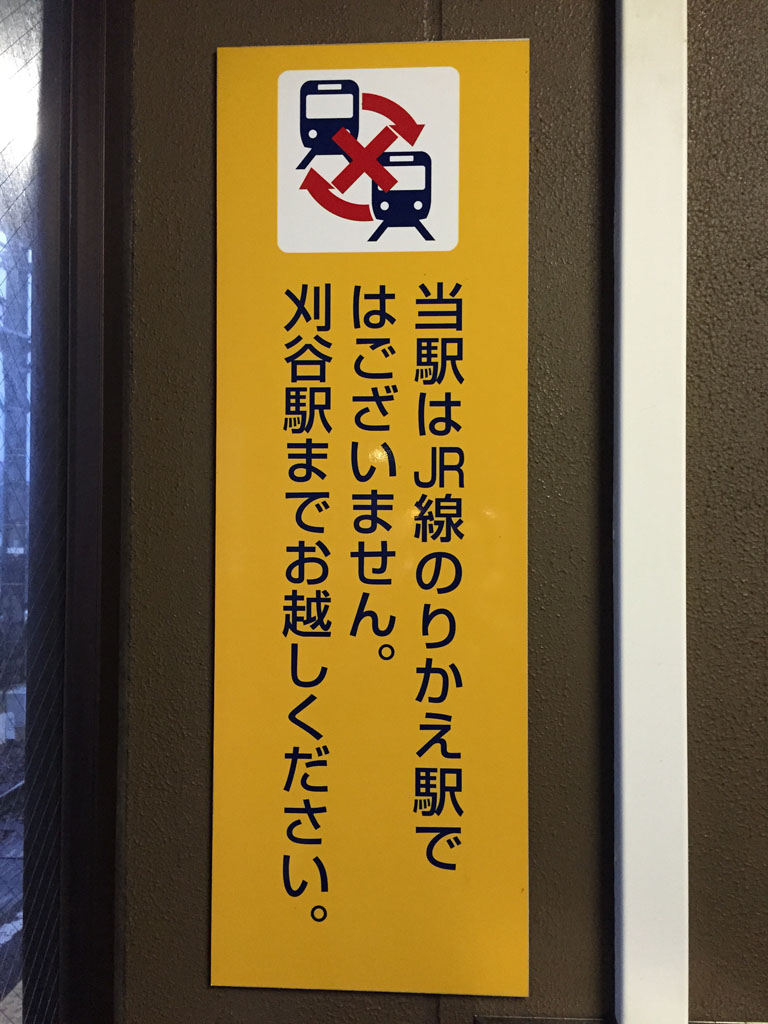 当駅はJR線のりかえ駅で
はございません。
刈谷駅までお越しください。